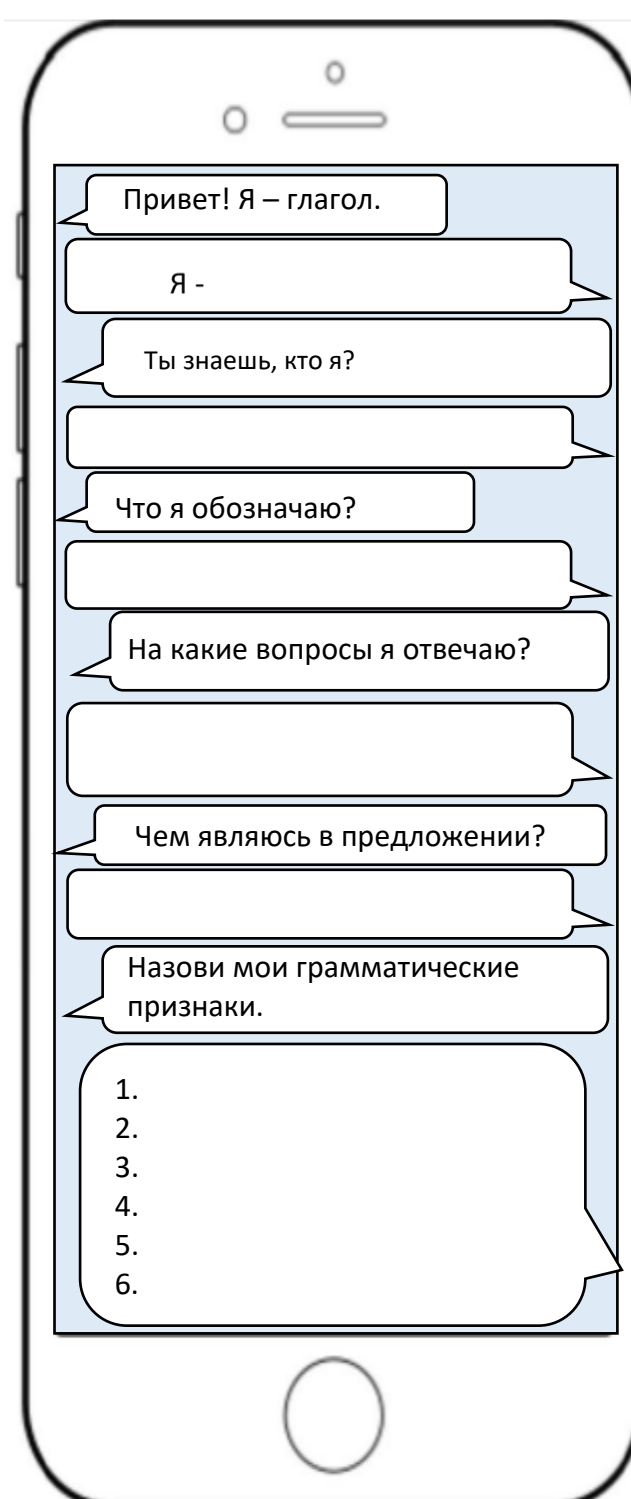 Привет! Я – глагол.
Я -
Ты знаешь, кто я?
Что я обозначаю?
На какие вопросы я отвечаю?
Чем являюсь в предложении?
Назови мои грамматические
признаки.
1.
2.
3.
4.
5.
6.